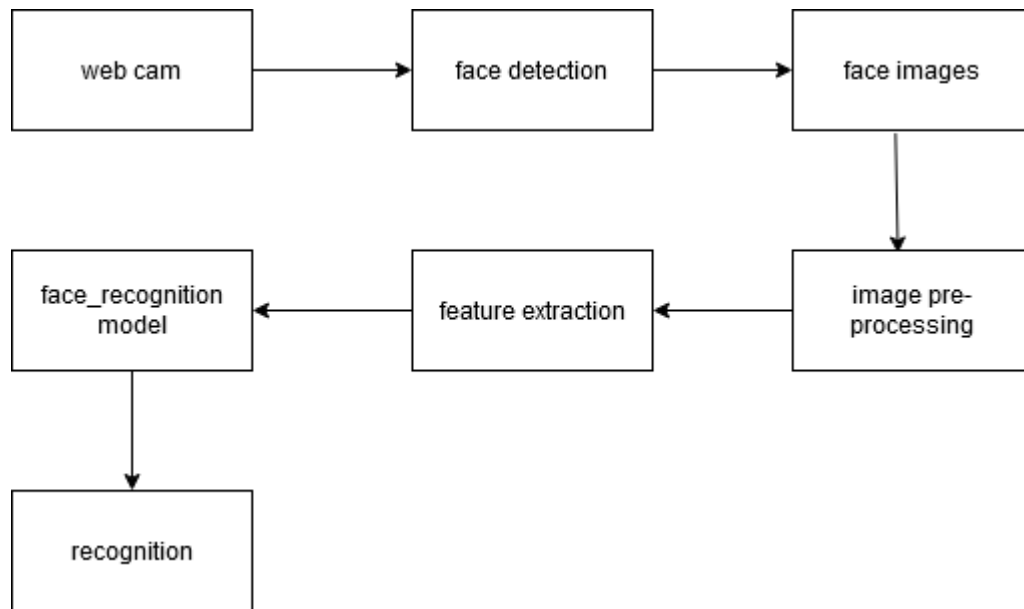 web cam
face detection
face images
image pre-
processing
feature extraction
face_recognition
model
recognition